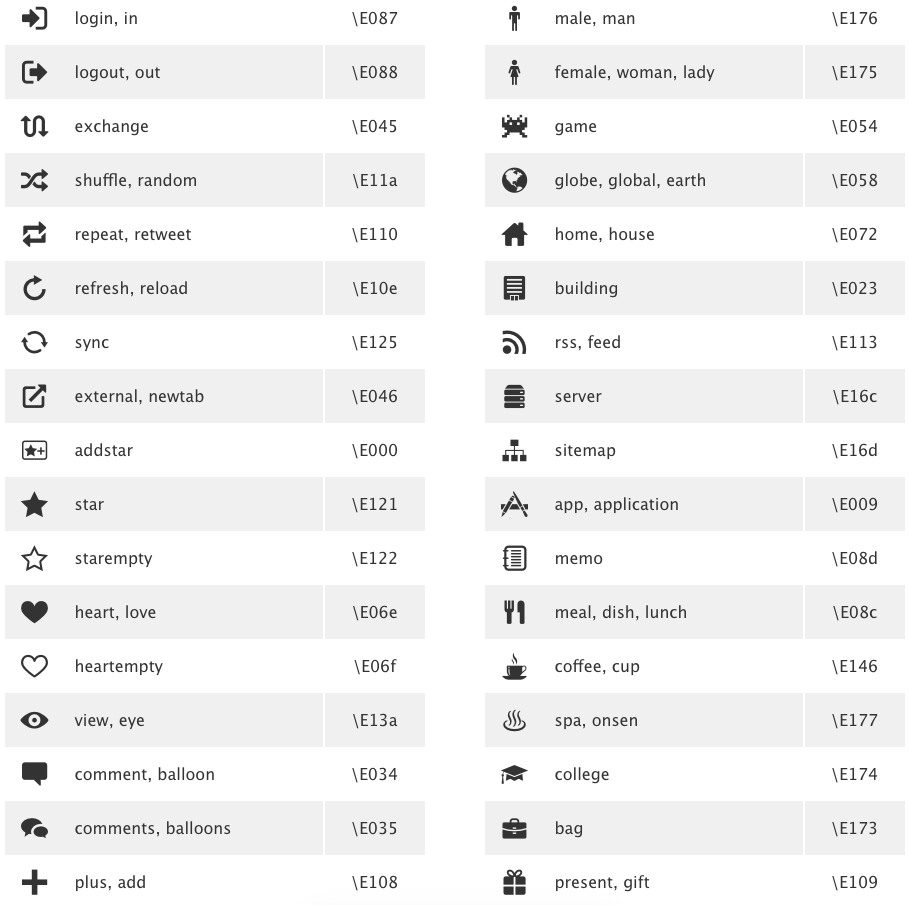 login, in \E087
logout, out \E088
exchange \E045
shuffle, random \E11a
repeat, retweet \E110
refresh, reload \E10e
sync \E125
external, newtab \E046
addstar \E000
star \E121
starempty \E122
heart, love \E06e
heartempty \E06f
view, eye \E13a
comment, balloon \E034
comments, balloons \E035
plus, add \E108
male, man \E176
female, woman, lady \E175
game \E054
globe, global, earth \E058
home, house \E072
building \E023
rss, feed \E113
server \E16c
sitemap \E16d
app, application \E009
memo \E08d
meal, dish, lunch \E08c
coffee, cup \E146
spa, onsen \E177
college \E174
bag \E173
present, gift \E109